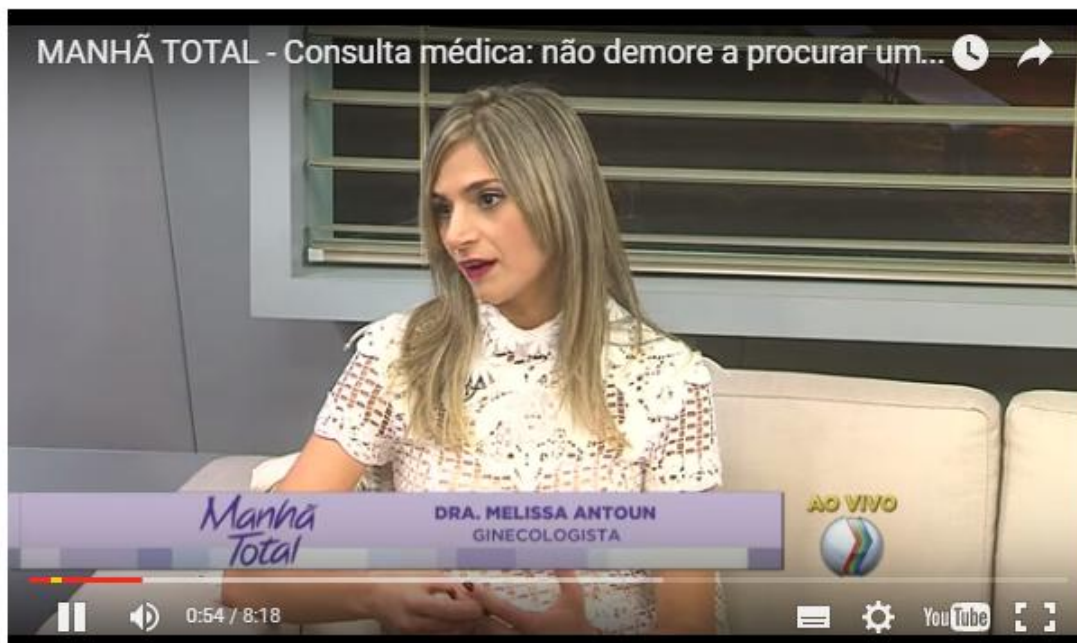 MANHÃ TOTAL - Consulta médica: não demore a procurar um...
Manhã
Total
DRA. MELISSA ANTOUN
GINECOLOGISTA
AO VIVO
0:54 / 8:18
YouTube